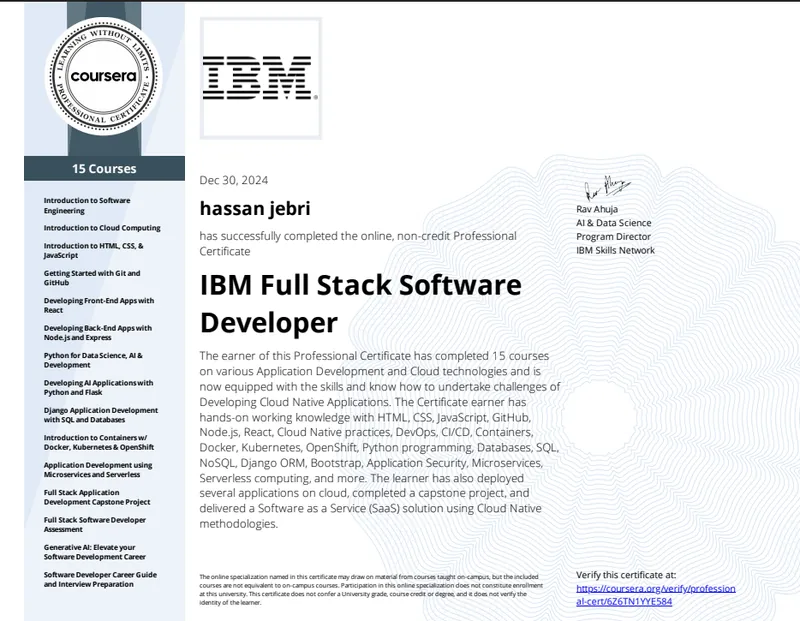 LEARNING WITHOUT LIMITS
coursera
PROFESSIONAL CERTIFICATE
15 Courses
Introduction to Software
Engineering
Introduction to Cloud Computing
Introduction to HTML, CSS, &
JavaScript
Getting Started with Git and
GitHub
Developing Front-End Apps with
React
Developing Back-End Apps with
Node.js and Express
Python for Data Science, AI &
Development
Developing AI Applications with
Python and Flask
Django Application Development
with SQL and Databases
Introduction to Containers w/
Docker, Kubernetes & OpenShift
Application Development using
Microservices and Serverless
Full Stack Application
Development Capstone Project
Full Stack Software Developer
Assessment
Generative AI: Elevate your
Software Development Career
Software Developer Career Guide
and Interview Preparation
IBM
Dec 30, 2024
hassan jebri
has successfully completed the online, non-credit Professional
Certificate
IBM Full Stack Software
Developer
The earner of this Professional Certificate has completed 15 courses
on various Application Development and Cloud technologies and is
now equipped with the skills and know how to undertake challenges of
Developing Cloud Native Applications. The Certificate earner has
hands-on working knowledge with HTML, CSS, JavaScript, GitHub,
Node.js, React, Cloud Native practices, DevOps, CI/CD, Containers,
Docker, Kubernetes, OpenShift, Python programming, Databases, SQL,
NoSQL, Django ORM, Bootstrap, Application Security, Microservices,
Serverless computing, and more. The learner has also deployed
several applications on cloud, completed a capstone project, and
delivered a Software as a Service (SaaS) solution using Cloud Native
methodologies.
The online specialization named in this certificate may draw on material from courses taught on-campus, but the included
courses are not equivalent to on-campus courses. Participation in this online specialization does not constitute enrollment
at this university. This certificate does not confer a University grade, course credit or degree, and it does not verify the
identity of the learner.
Rav Ahuja
Rav Ahuja
AI & Data Science
Program Director
IBM Skills Network
Verify this certificate at:
https://coursera.org/verify/profession
al-cert/6Z6TN1YYE584